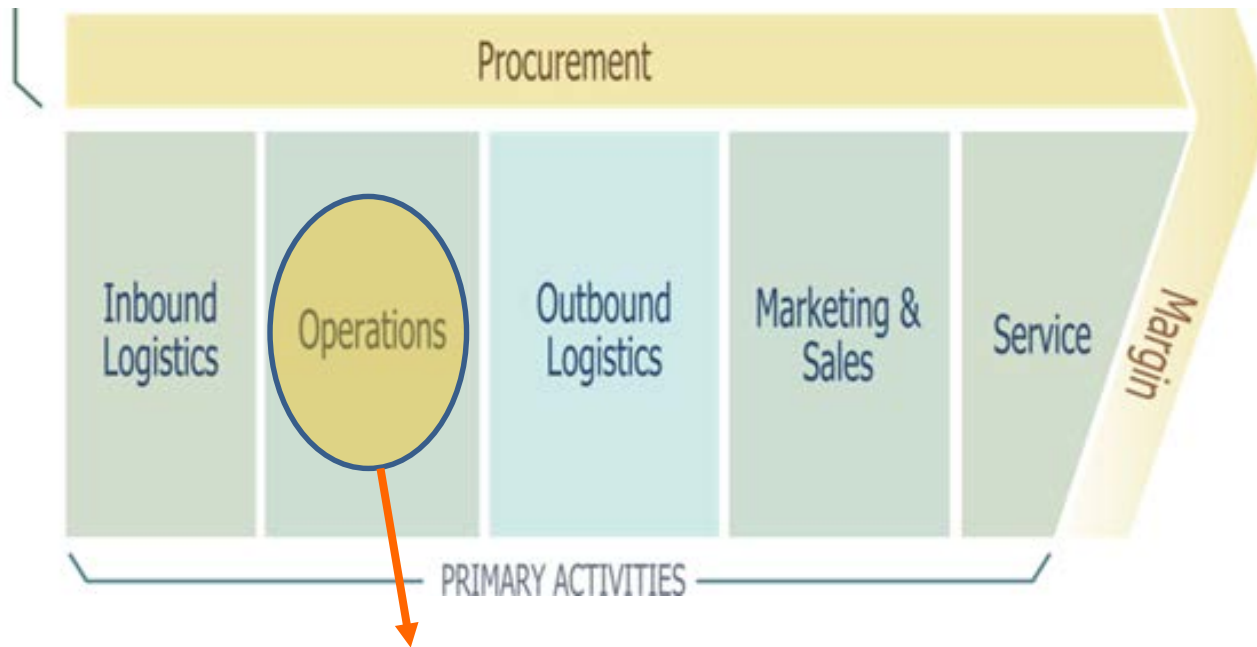 Procurement
Inbound
Logistics
Operations
Outbound
Logistics
Marketing &
Sales
Service
Margin
PRIMARY ACTIVITIES